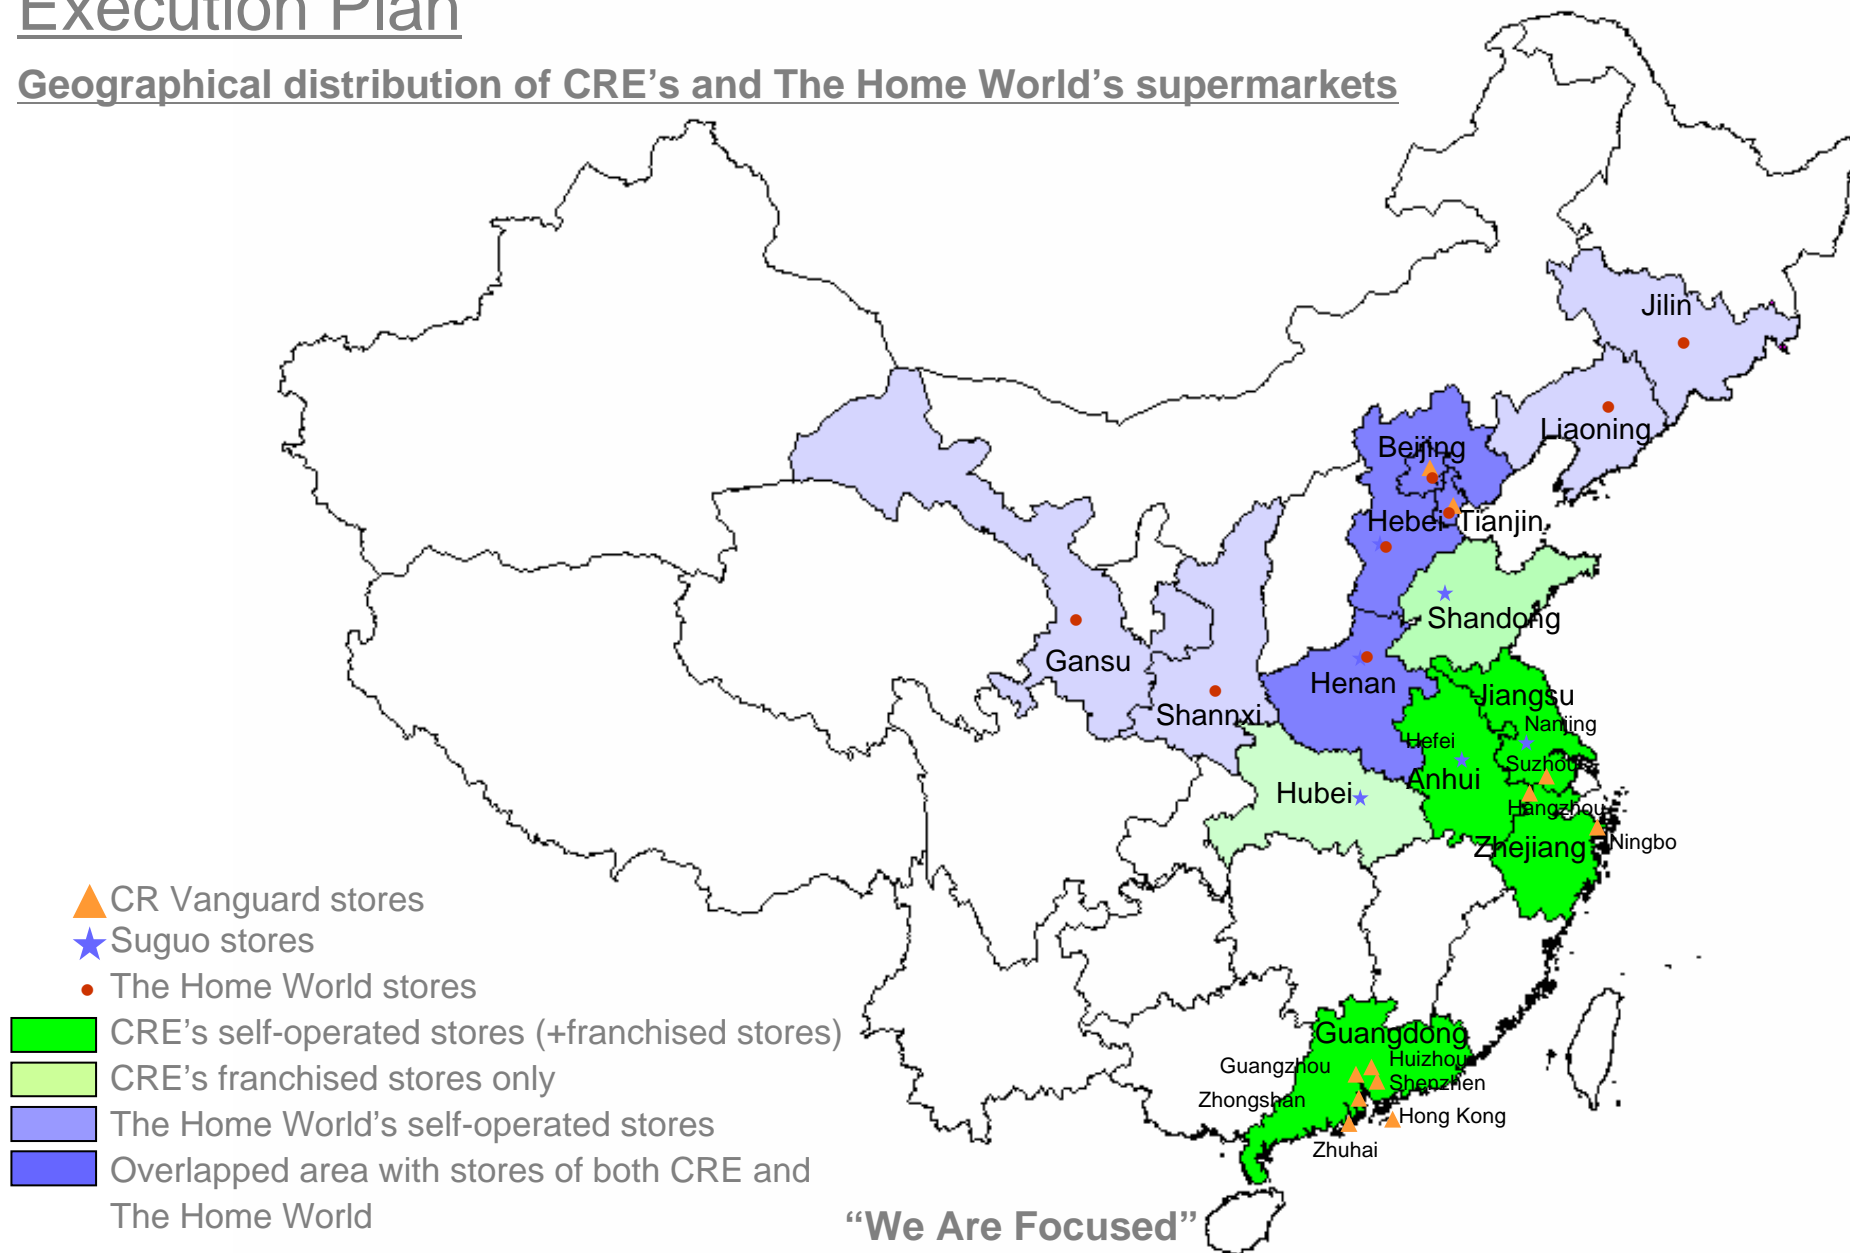 Execution Plan
Geographical distribution of CRE's and The Home World's supermarkets
Jilin
Liaoning
Beijing
Hebei
Tianjin
Shandong
Gansu
Henan
Shannxi
Jiangsu
Nanjing
Hefei
Suzhou
Anhui
Hubei
Hangzhou
Zhejiang
Ningbo
CR Vanguard stores
Suguo stores
The Home World stores
CRE's self-operated stores (+franchised stores)
CRE's franchised stores only
The Home World's self-operated stores
Overlapped area with stores of both CRE and
The Home World
Guangdong
Huizhou
Guangzhou
Shenzhen
Zhongshan
Hong Kong
Zhuhai
“We Are Focused”